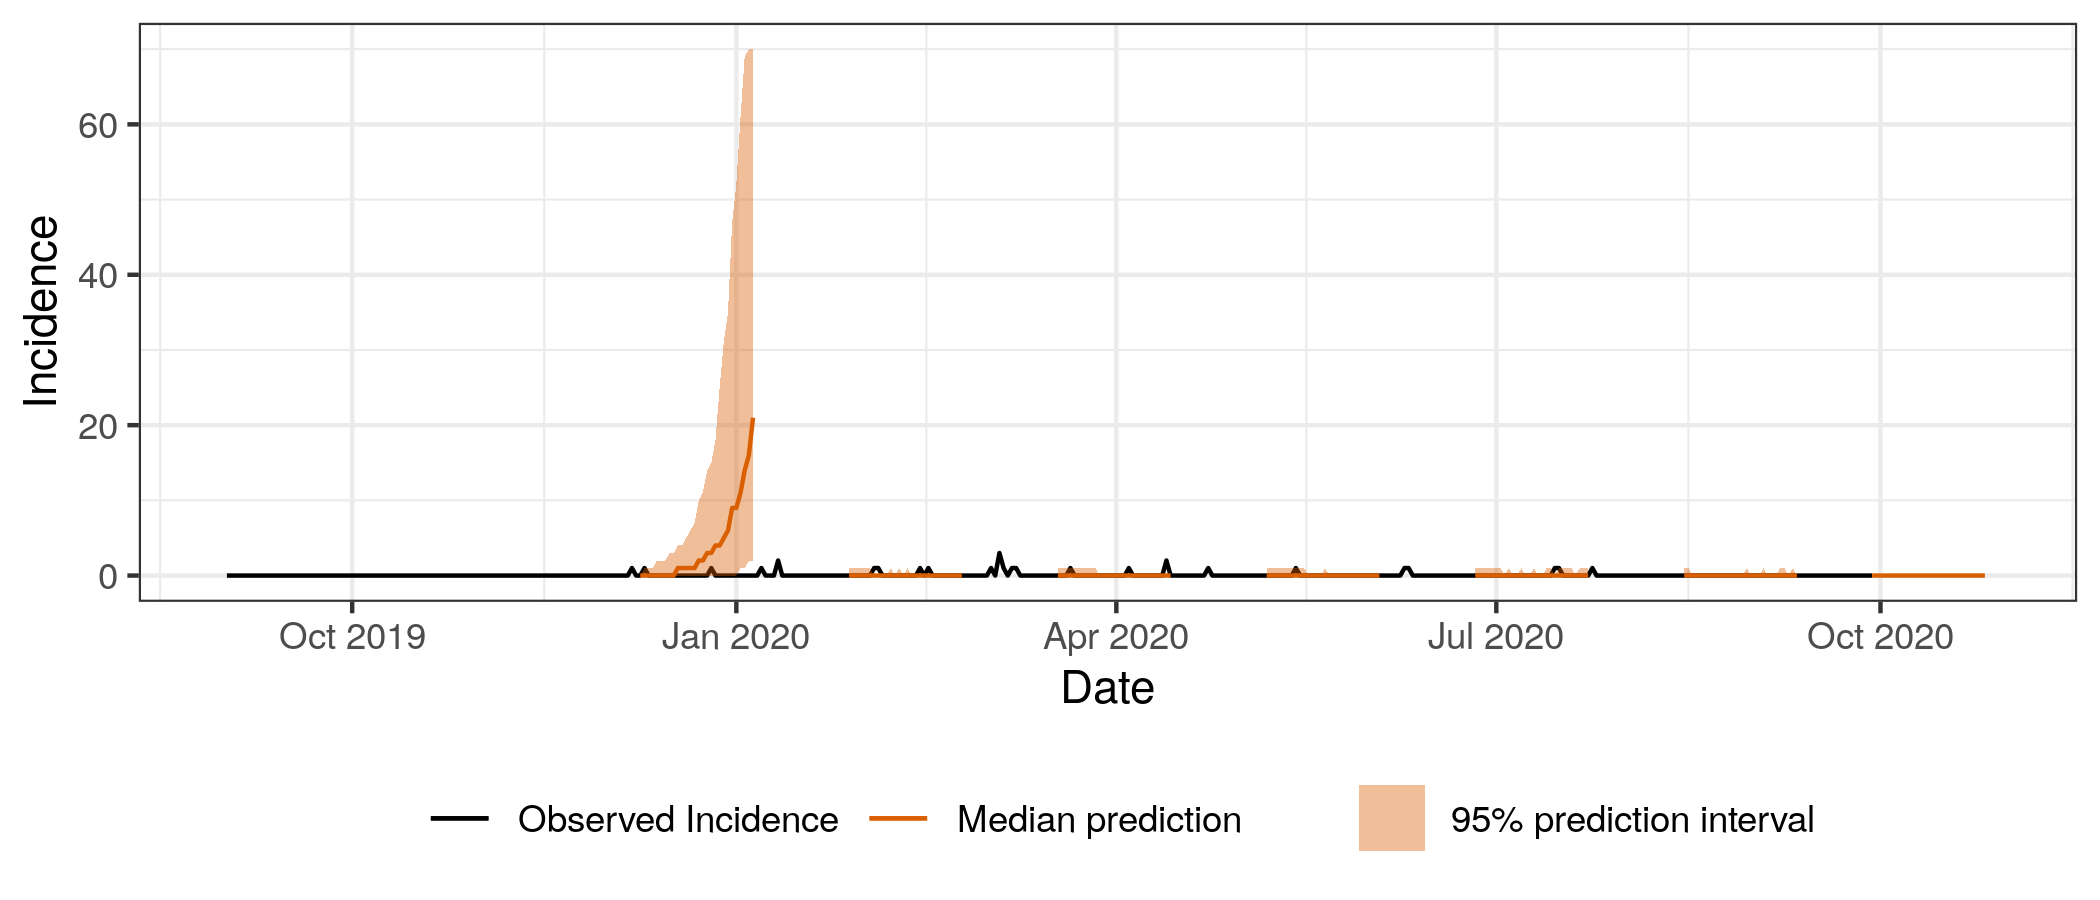 Incidence
60
40
20
0
Oct 2019 Jan 2020 Apr 2020 Jul 2020 Oct 2020
Date
Observed Incidence Median prediction 95% prediction interval